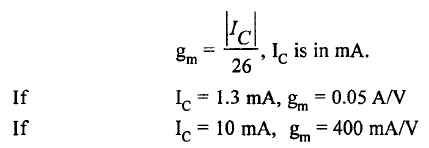 g_m = |I_C| / 26 , I_C is in mA.
If I_C = 1.3 mA, g_m = 0.05 A/V
If I_C = 10 mA, g_m = 400 mA/V